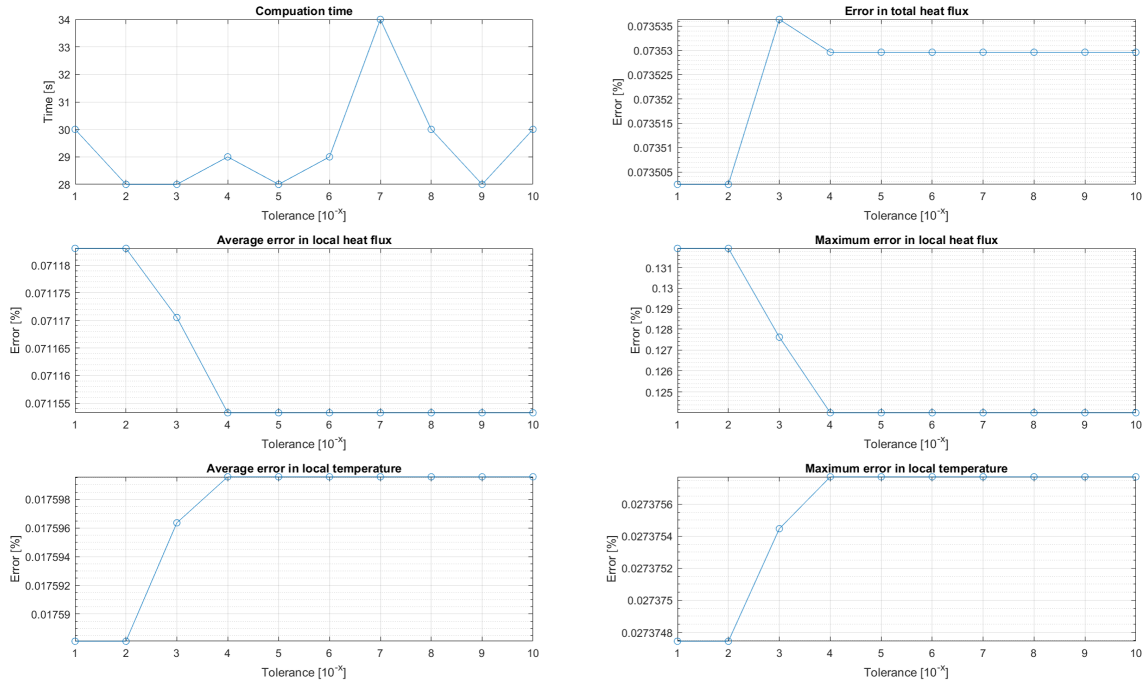 Compuation time
34
33
32
31
30
29
28
Time [s]
1 2 3 4 5 6 7 8 9 10
Tolerance [10^-x]
Error in total heat flux
0.073535
0.07353
0.073525
0.07352
0.073515
0.07351
0.073505
Error [%]
1 2 3 4 5 6 7 8 9 10
Tolerance [10^-x]
Average error in local heat flux
0.07118
0.071175
0.07117
0.071165
0.07116
0.071155
Error [%]
1 2 3 4 5 6 7 8 9 10
Tolerance [10^-x]
Maximum error in local heat flux
0.131
0.13
0.129
0.128
0.127
0.126
0.125
Error [%]
1 2 3 4 5 6 7 8 9 10
Tolerance [10^-x]
Average error in local temperature
0.017598
0.017596
0.017594
0.017592
0.01759
Error [%]
1 2 3 4 5 6 7 8 9 10
Tolerance [10^-x]
Maximum error in local temperature
0.0273756
0.0273754
0.0273752
0.027375
0.0273748
Error [%]
1 2 3 4 5 6 7 8 9 10
Tolerance [10^-x]